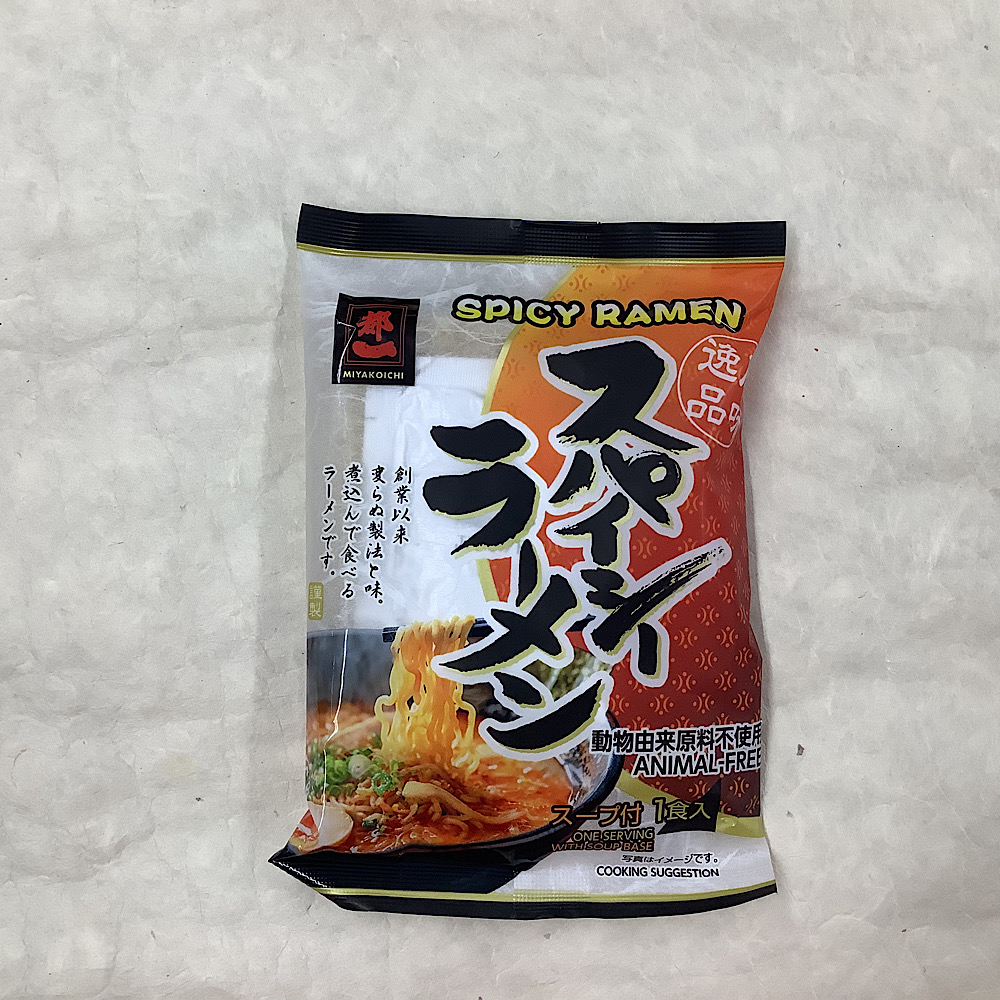 SPICY RAMEN
都一
MIYAKOICHI
逸品
スパイシー
ラーメン
創業以来
変らぬ製法と味。
煮込んで食べる
ラーメンです。
謹製
動物由来原料不使用
ANIMAL-FREE
スープ付 1食入
ONE SERVING
WITH SOUP BASE
写真はイメージです。
COOKING SUGGESTION